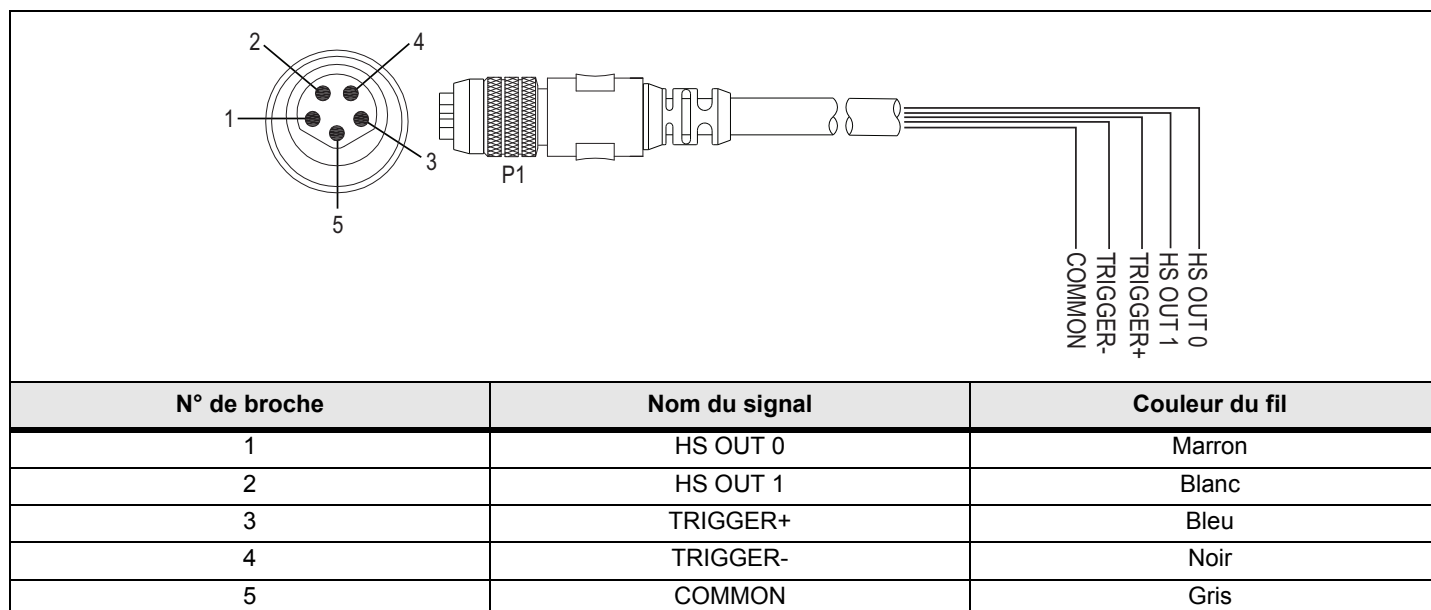 2
4
1
3
P1
5
COMMON
TRIGGER-
TRIGGER+
HS OUT 1
HS OUT 0
N° de broche Nom du signal Couleur du fil
1 HS OUT 0 Marron
2 HS OUT 1 Blanc
3 TRIGGER+ Bleu
4 TRIGGER- Noir
5 COMMON Gris